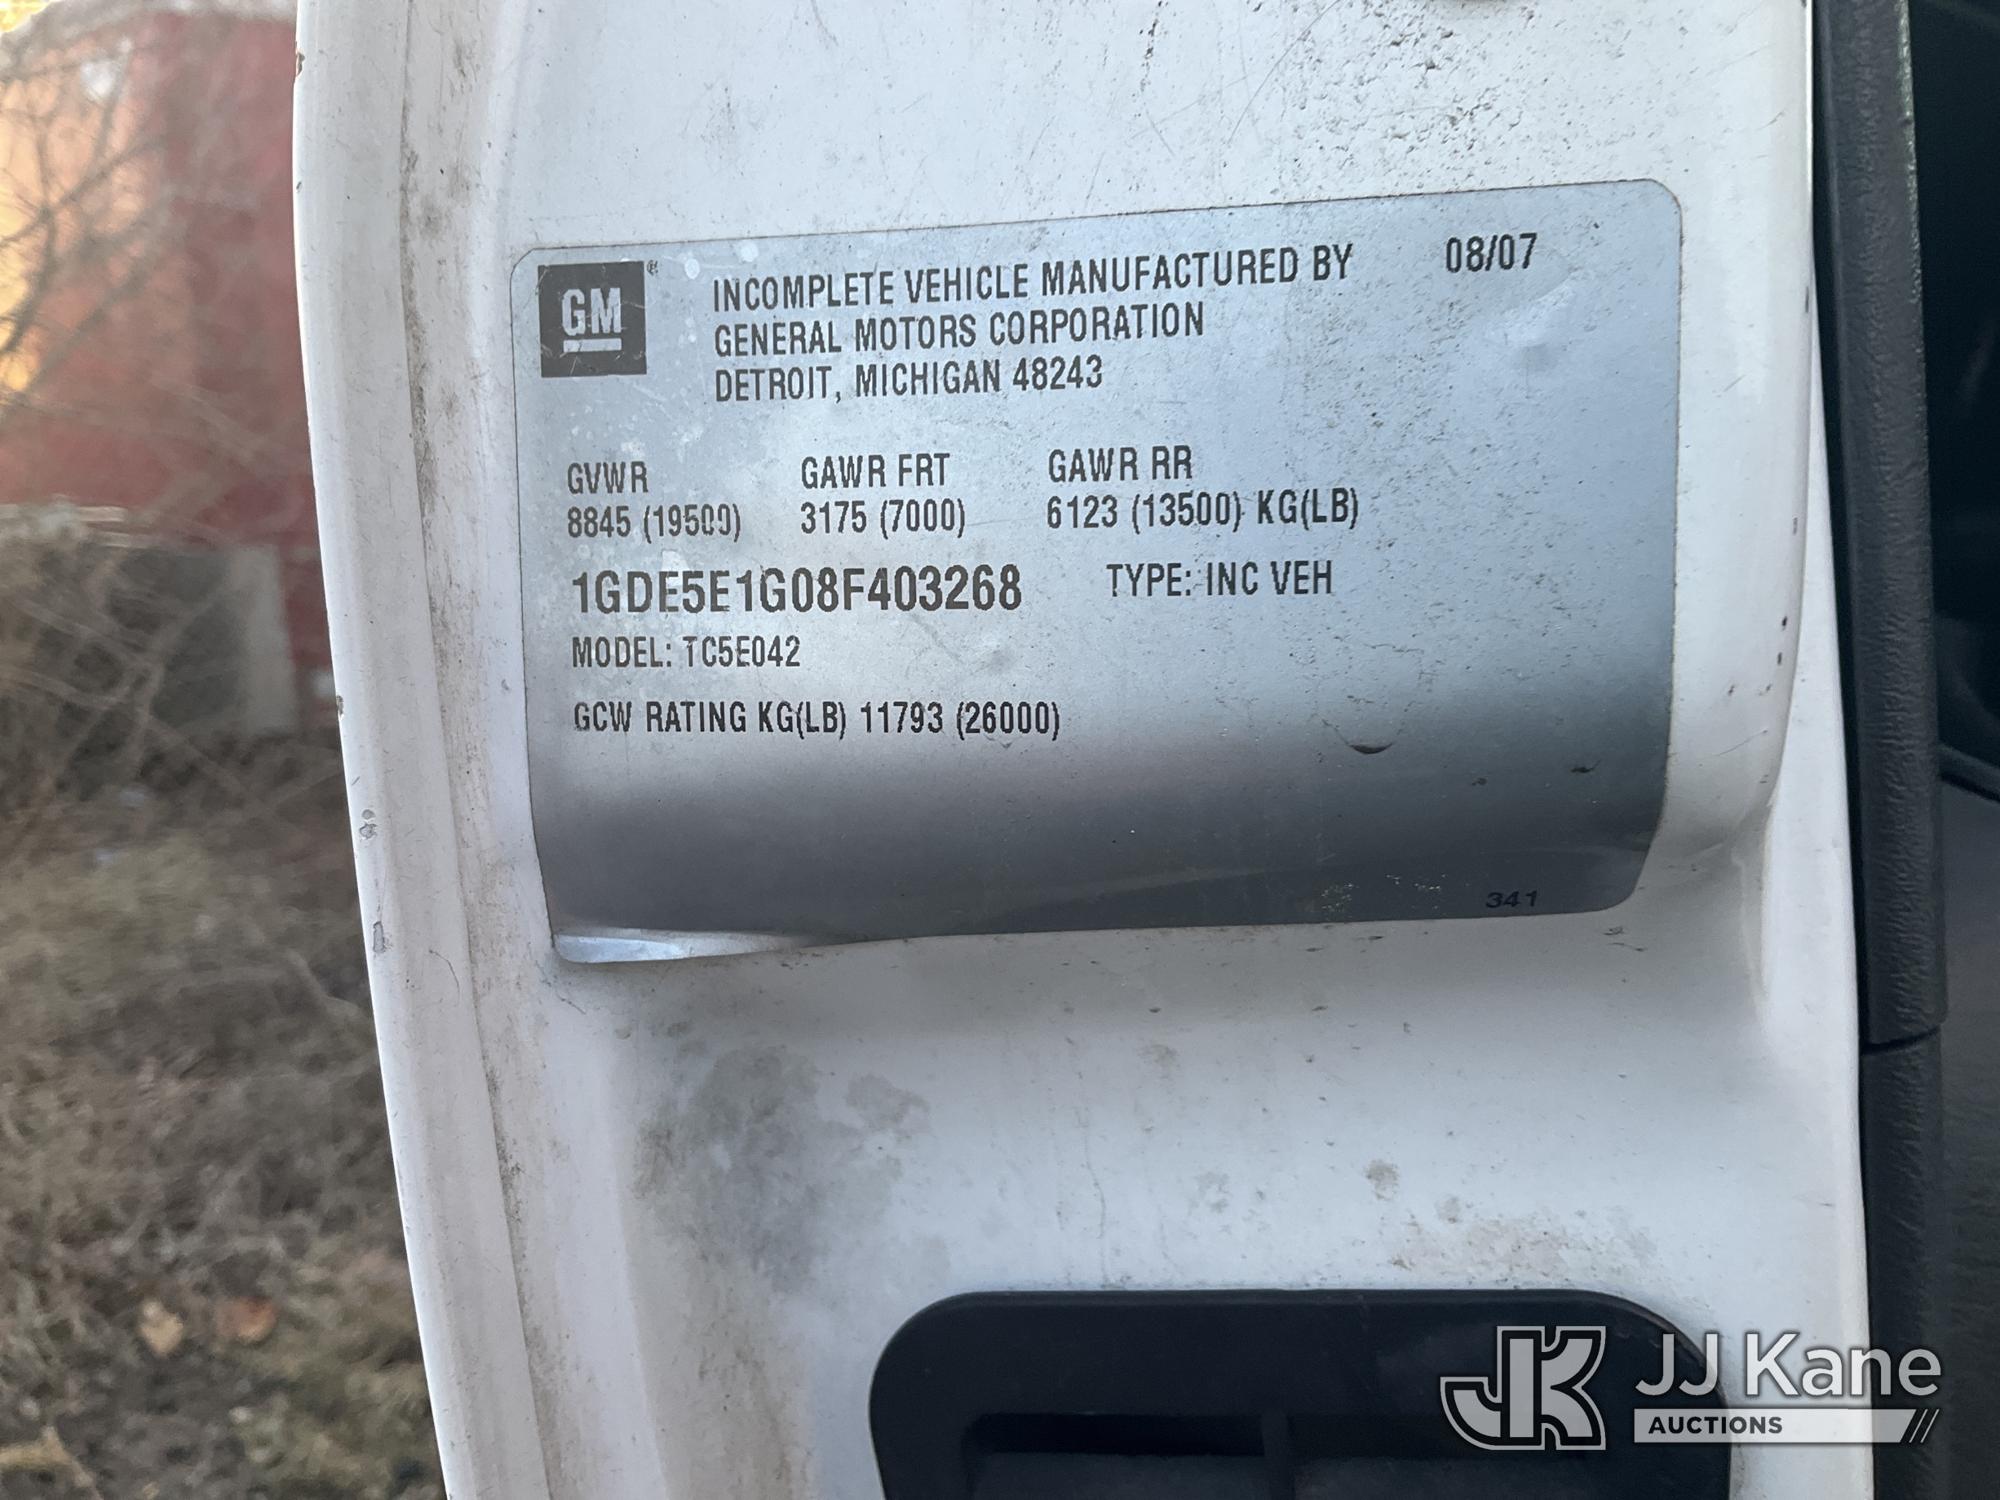 GM ®
INCOMPLETE VEHICLE MANUFACTURED BY 08/07
GENERAL MOTORS CORPORATION
DETROIT, MICHIGAN 48243
GVWR GAWR FRT GAWR RR
8845 (19500) 3175 (7000) 6123 (13500) KG(LB)
1GDE5E1G08F403268 TYPE: INC VEH
MODEL: TC5E042
GCW RATING KG(LB) 11793 (26000)
341
JK JJ Kane
AUCTIONS